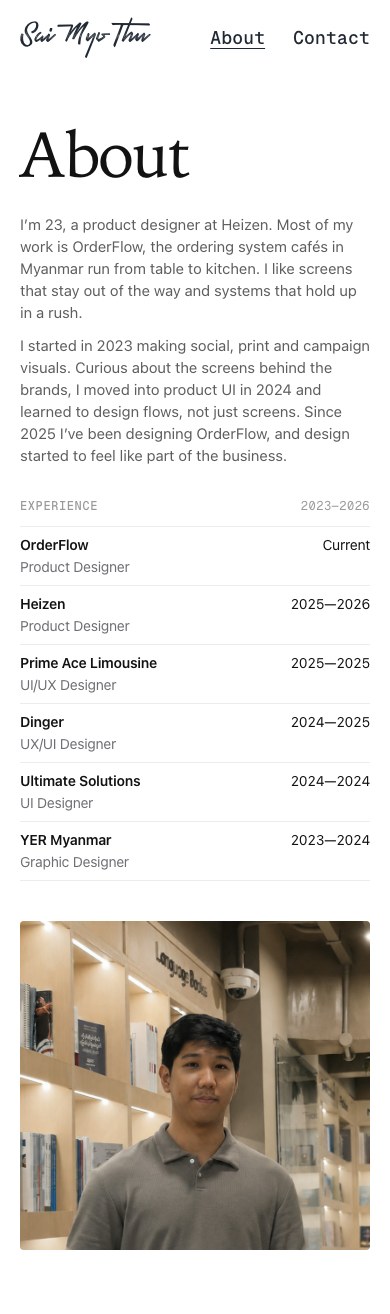 Sai Myo Thu
About Contact
About
I’m 23, a product designer at Heizen. Most of my
work is OrderFlow, the ordering system cafés in
Myanmar run from table to kitchen. I like screens
that stay out of the way and systems that hold up
in a rush.
I started in 2023 making social, print and campaign
visuals. Curious about the screens behind the
brands, I moved into product UI in 2024 and
learned to design flows, not just screens. Since
2025 I’ve been designing OrderFlow, and design
started to feel like part of the business.
EXPERIENCE 2023–2026
OrderFlow Current
Product Designer
Heizen 2025—2026
Product Designer
Prime Ace Limousine 2025—2025
UI/UX Designer
Dinger 2024—2025
UX/UI Designer
Ultimate Solutions 2024—2024
UI Designer
YER Myanmar 2023—2024
Graphic Designer
Language Books